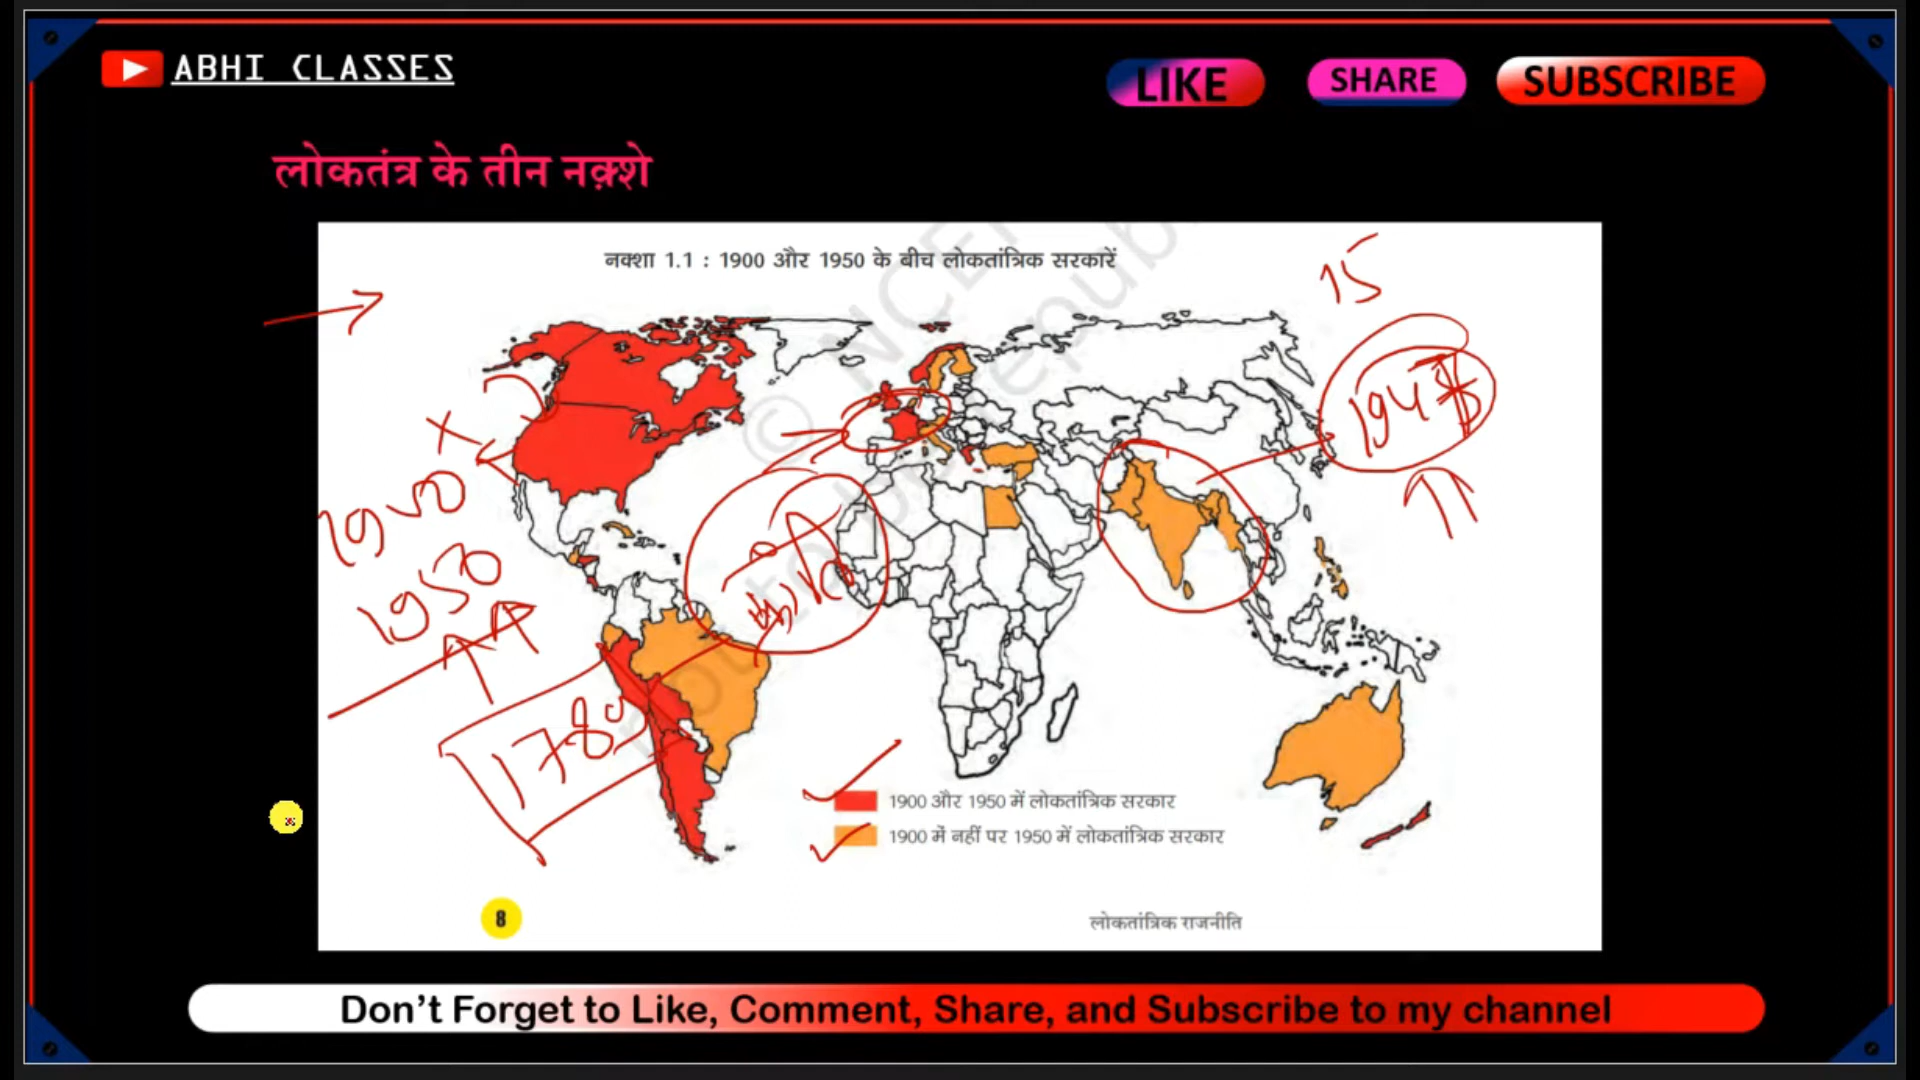 ABHI CLASSES
LIKE
SHARE
SUBSCRIBE
लोकतंत्र के तीन नक़्शे
नक्शा 1.1 : 1900 और 1950 के बीच लोकतांत्रिक सरकारें
15
1947
1900
1950
क्रांति
1789
1900 और 1950 में लोकतांत्रिक सरकार
1900 में नहीं पर 1950 में लोकतांत्रिक सरकार
8
लोकतांत्रिक राजनीति
Don't Forget to Like, Comment, Share, and Subscribe to my channel